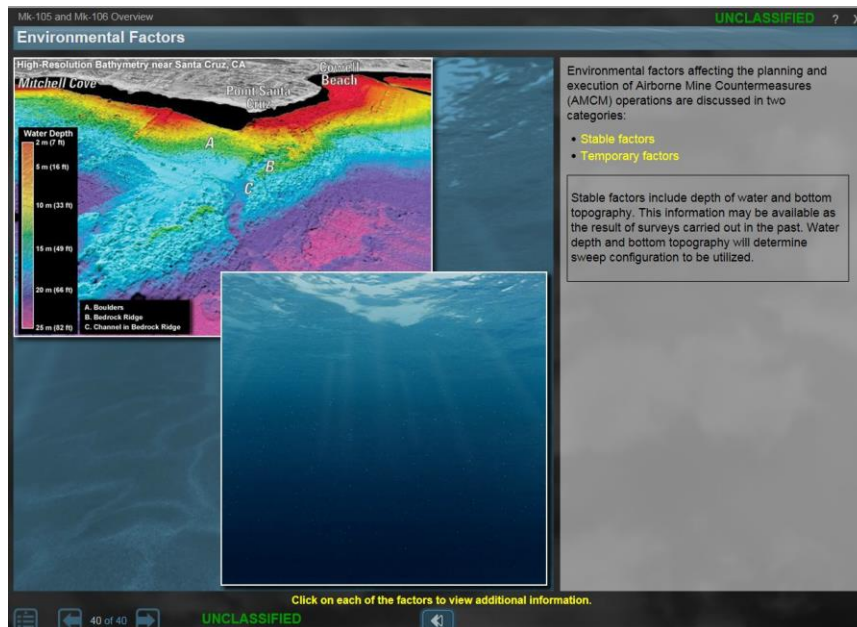 Mk-105 and Mk-106 Overview
UNCLASSIFIED ? X
Environmental Factors
High-Resolution Bathymetry near Santa Cruz, CA
Mitchell Cove
Point Santa
Cruz
Cowell
Beach
Water Depth
2 m (7 ft)
5 m (16 ft)
10 m (33 ft)
15 m (49 ft)
20 m (66 ft)
25 m (82 ft)
A
B
C
A. Boulders
B. Bedrock Ridge
C. Channel in Bedrock Ridge
Environmental factors affecting the planning and
execution of Airborne Mine Countermeasures
(AMCM) operations are discussed in two
categories:
• Stable factors
• Temporary factors
Stable factors include depth of water and bottom
topography. This information may be available as
the result of surveys carried out in the past. Water
depth and bottom topography will determine
sweep configuration to be utilized.
Click on each of the factors to view additional information.
40 of 40
UNCLASSIFIED